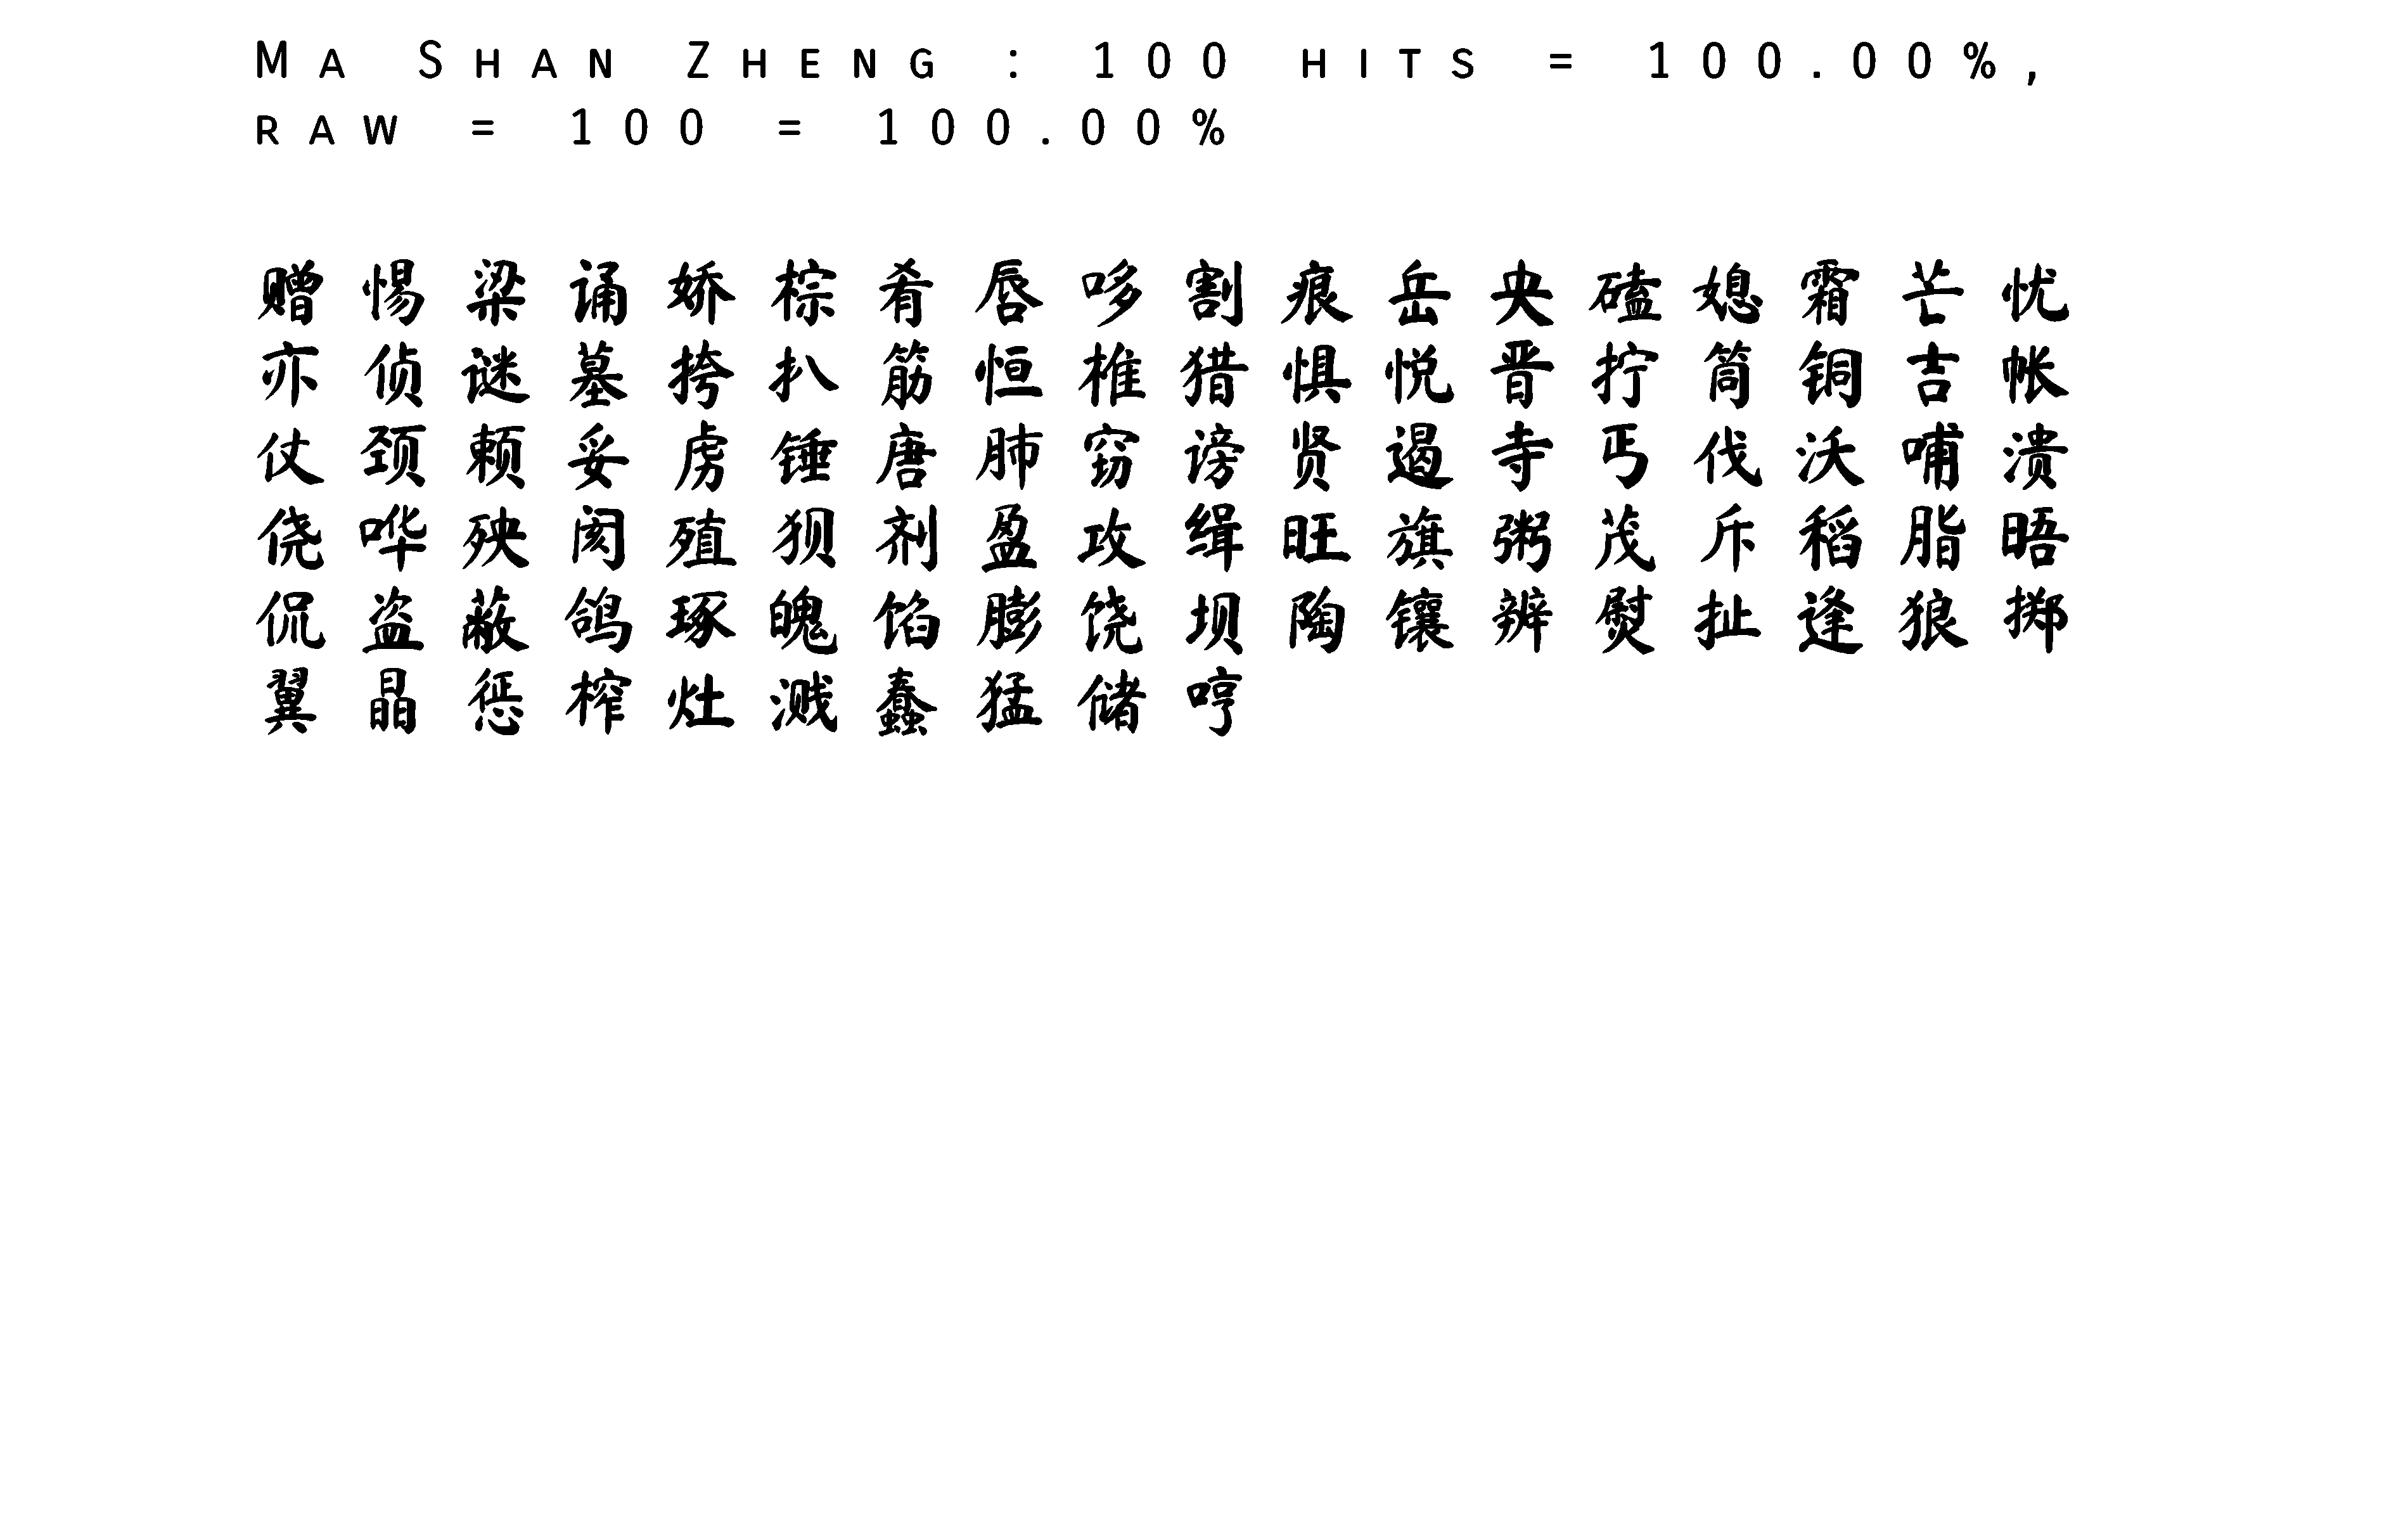 Ma Shan Zheng : 100 hits = 100.00%,
raw = 100 = 100.00%
赠惕梁诵娇棕肴唇哆割痕岳央磕媳霜芒忧
亦侦谜墓挎扒筋恒椎猎惧悦晋拧筒铜吉帐
仗颈赖妥虏锤唐肺窃谤贤遏寺丐伐沃哺溃
侥哗殃阂殖狈剂盈攻缉旺旗粥茂斥稻脂晤
侃盗蔽鸽琢魄馅膨饶坝陶镶辨熨扯逢狼掷
翼晶惩榨灶溅蠢猛储哼